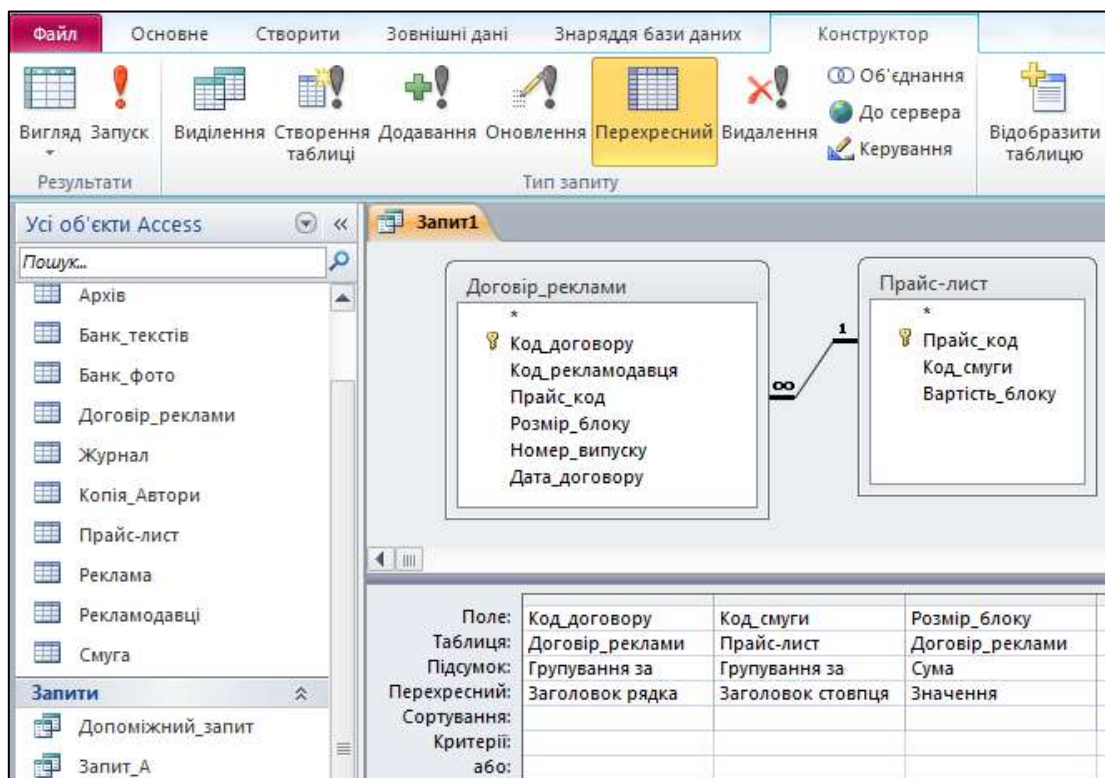 Файл Основне Створити Зовнішні дані Знаряддя бази даних Конструктор
Вигляд Запуск Виділення Створення таблиці Додавання Оновлення Перехресний Видалення
Об'єднання
До сервера
Керування
Відобразити таблицю
Результати Тип запиту
Усі об'єкти Access
Пошук...
Архів
Банк_текстів
Банк_фото
Договір_реклами
Журнал
Копія_Автори
Прайс-лист
Реклама
Рекламодавці
Смуга
Запити
Допоміжний_запит
Запит_А
Запит1
Договір_реклами
*
Код_договору
Код_рекламодавця
Прайс_код
Розмір_блоку
Номер_випуску
Дата_договору
∞ 1
Прайс-лист
*
Прайс_код
Код_смуги
Вартість_блоку
Поле: Код_договору Код_смуги Розмір_блоку
Таблиця: Договір_реклами Прайс-лист Договір_реклами
Підсумок: Групування за Групування за Сума
Перехресний: Заголовок рядка Заголовок стовпця Значення
Сортування:
Критерії:
або: